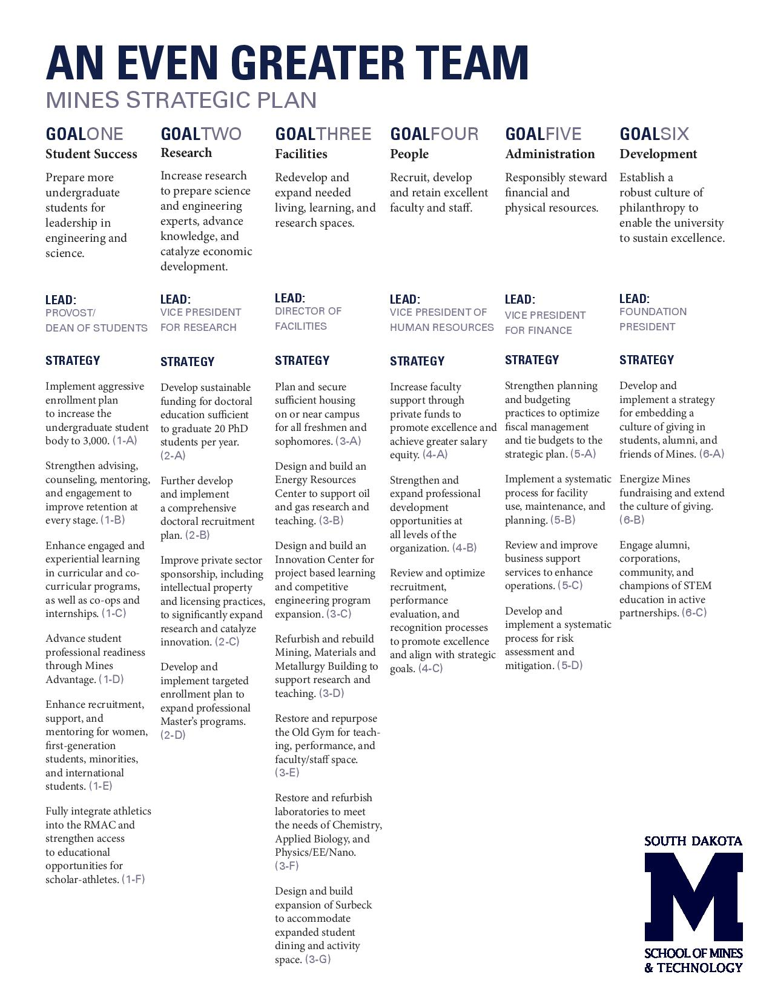 AN EVEN GREATER TEAM
MINES STRATEGIC PLAN
GOALONE
Student Success
Prepare more
undergraduate
students for
leadership in
engineering and
science.
LEAD:
PROVOST/
DEAN OF STUDENTS
STRATEGY
Implement aggressive
enrollment plan
to increase the
undergraduate student
body to 3,000. (1-A)
Strengthen advising,
counseling, mentoring,
and engagement to
improve retention at
every stage. (1-B)
Enhance engaged and
experiential learning
in curricular and co-
curricular programs,
as well as co-ops and
internships. (1-C)
Advance student
professional readiness
through Mines
Advantage. (1-D)
Enhance recruitment,
support, and
mentoring for women,
first-generation
students, minorities,
and international
students. (1-E)
Fully integrate athletics
into the RMAC and
strengthen access
to educational
opportunities for
scholar-athletes. (1-F)
GOALTWO
Research
Increase research
to prepare science
and engineering
experts, advance
knowledge, and
catalyze economic
development.
LEAD:
VICE PRESIDENT
FOR RESEARCH
STRATEGY
Develop sustainable
funding for doctoral
education sufficient
to graduate 20 PhD
students per year.
(2-A)
Further develop
and implement
a comprehensive
doctoral recruitment
plan. (2-B)
Improve private sector
sponsorship, including
intellectual property
and licensing practices,
to significantly expand
research and catalyze
innovation. (2-C)
Develop and
implement targeted
enrollment plan to
expand professional
Master's programs.
(2-D)
GOALTHREE
Facilities
Redevelop and
expand needed
living, learning, and
research spaces.
LEAD:
DIRECTOR OF
FACILITIES
STRATEGY
Plan and secure
sufficient housing
on or near campus
for all freshmen and
sophomores. (3-A)
Design and build an
Energy Resources
Center to support oil
and gas research and
teaching. (3-B)
Design and build an
Innovation Center for
project based learning
and competitive
engineering program
expansion. (3-C)
Refurbish and rebuild
Mining, Materials and
Metallurgy Building to
support research and
teaching. (3-D)
Restore and repurpose
the Old Gym for teach-
ing, performance, and
faculty/staff space.
(3-E)
Restore and refurbish
laboratories to meet
the needs of Chemistry,
Applied Biology, and
Physics/EE/Nano.
(3-F)
Design and build
expansion of Surbeck
to accommodate
expanded student
dining and activity
space. (3-G)
GOALFOUR
People
Recruit, develop
and retain excellent
faculty and staff.
LEAD:
VICE PRESIDENT OF
HUMAN RESOURCES
STRATEGY
Increase faculty
support through
private funds to
promote excellence and
achieve greater salary
equity. (4-A)
Strengthen and
expand professional
development
opportunities at
all levels of the
organization. (4-B)
Review and optimize
recruitment,
performance
evaluation, and
recognition processes
to promote excellence
and align with strategic
goals. (4-C)
GOALFIVE
Administration
Responsibly steward
financial and
physical resources.
LEAD:
VICE PRESIDENT
FOR FINANCE
STRATEGY
Strengthen planning
and budgeting
practices to optimize
fiscal management
and tie budgets to the
strategic plan. (5-A)
Implement a systematic
process for facility
use, maintenance, and
planning. (5-B)
Review and improve
business support
services to enhance
operations. (5-C)
Develop and
implement a systematic
process for risk
assessment and
mitigation. (5-D)
GOALSIX
Development
Establish a
robust culture of
philanthropy to
enable the university
to sustain excellence.
LEAD:
FOUNDATION
PRESIDENT
STRATEGY
Develop and
implement a strategy
for embedding a
culture of giving in
students, alumni, and
friends of Mines. (6-A)
Energize Mines
fundraising and extend
the culture of giving.
(6-B)
Engage alumni,
corporations,
community, and
champions of STEM
education in active
partnerships. (6-C)
SOUTH DAKOTA
M
SCHOOL OF MINES
& TECHNOLOGY